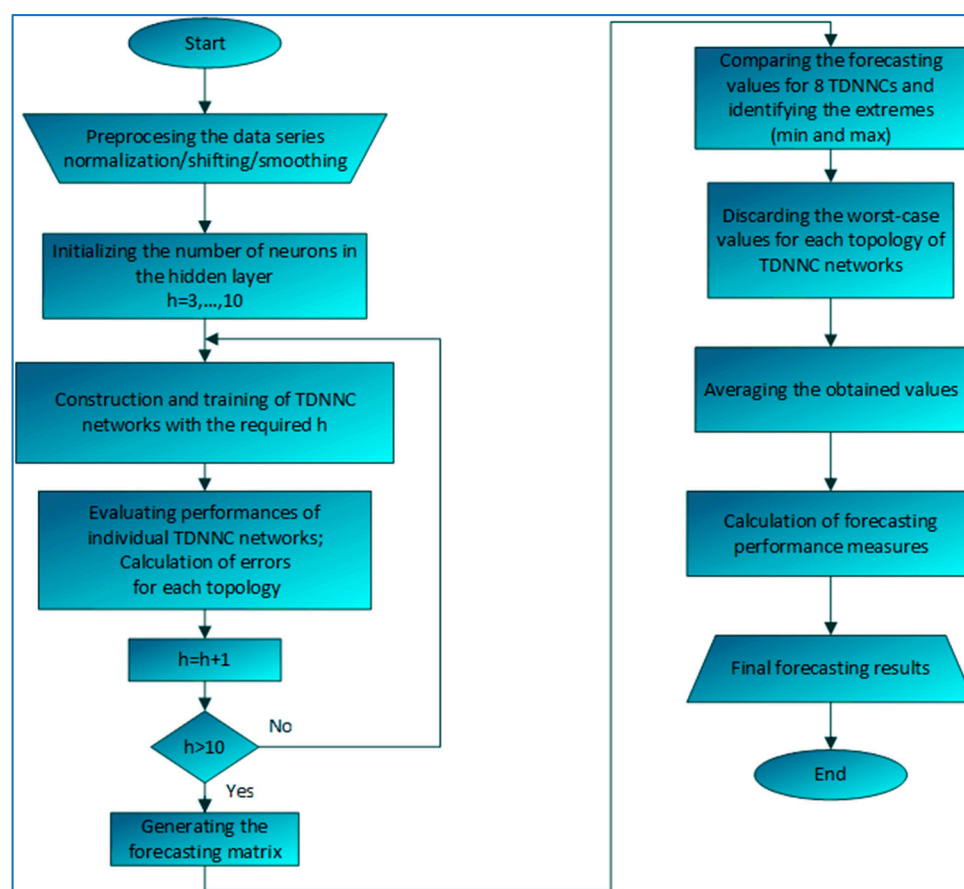 Start
Preprocesing the data series
normalization/shifting/smoothing
Initializing the number of neurons in
the hidden layer
h=3,...,10
Construction and training of TDNNC
networks with the required h
Evaluating performances of
individual TDNNC networks;
Calculation of errors
for each topology
h=h+1
h>10
No
Yes
Generating the
forecasting matrix
Comparing the forecasting
values for 8 TDNNCs and
identifying the extremes
(min and max)
Discarding the worst-case
values for each topology of
TDNNC networks
Averaging the obtained values
Calculation of forecasting
performance measures
Final forecasting results
End